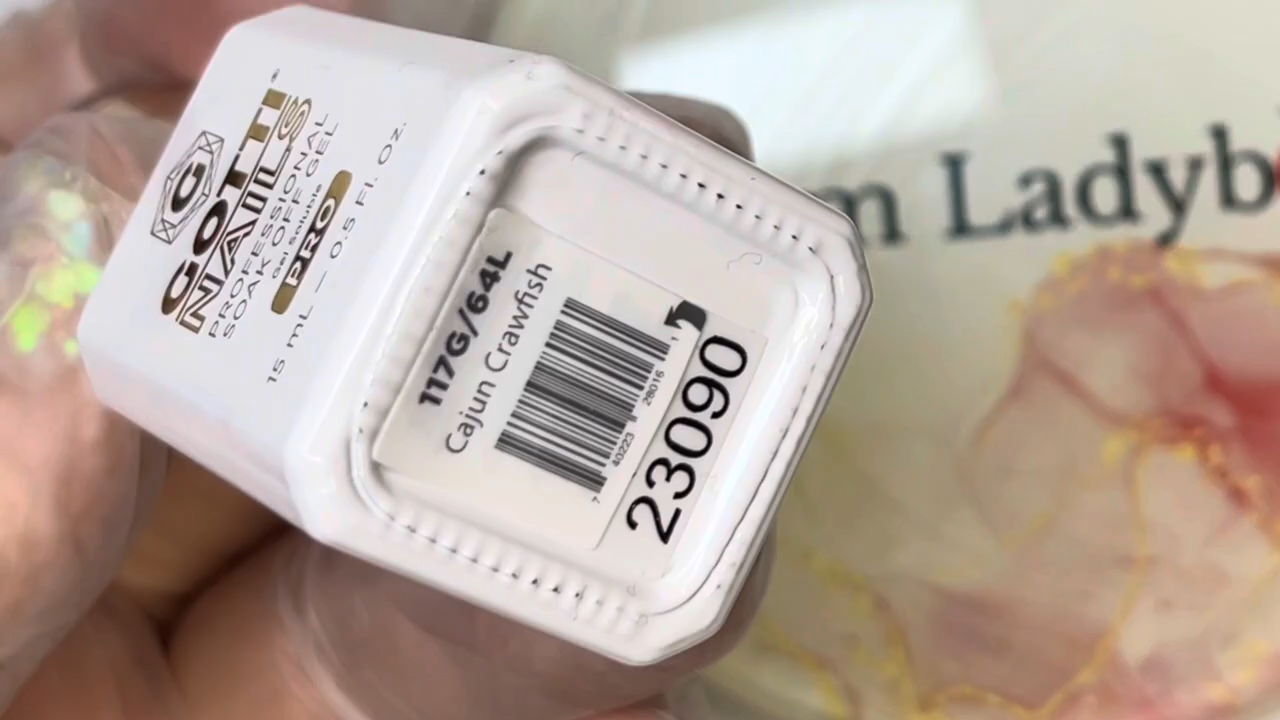 G
GOTTI®
NAILS
PROFESSIONAL
SOAK OFF GEL
Gel Soluble
PRO
15 mL – 0.5 Fl. Oz.
117G/64L
Cajun Crawfish
7 40223 28016 1
23090
m Ladyb